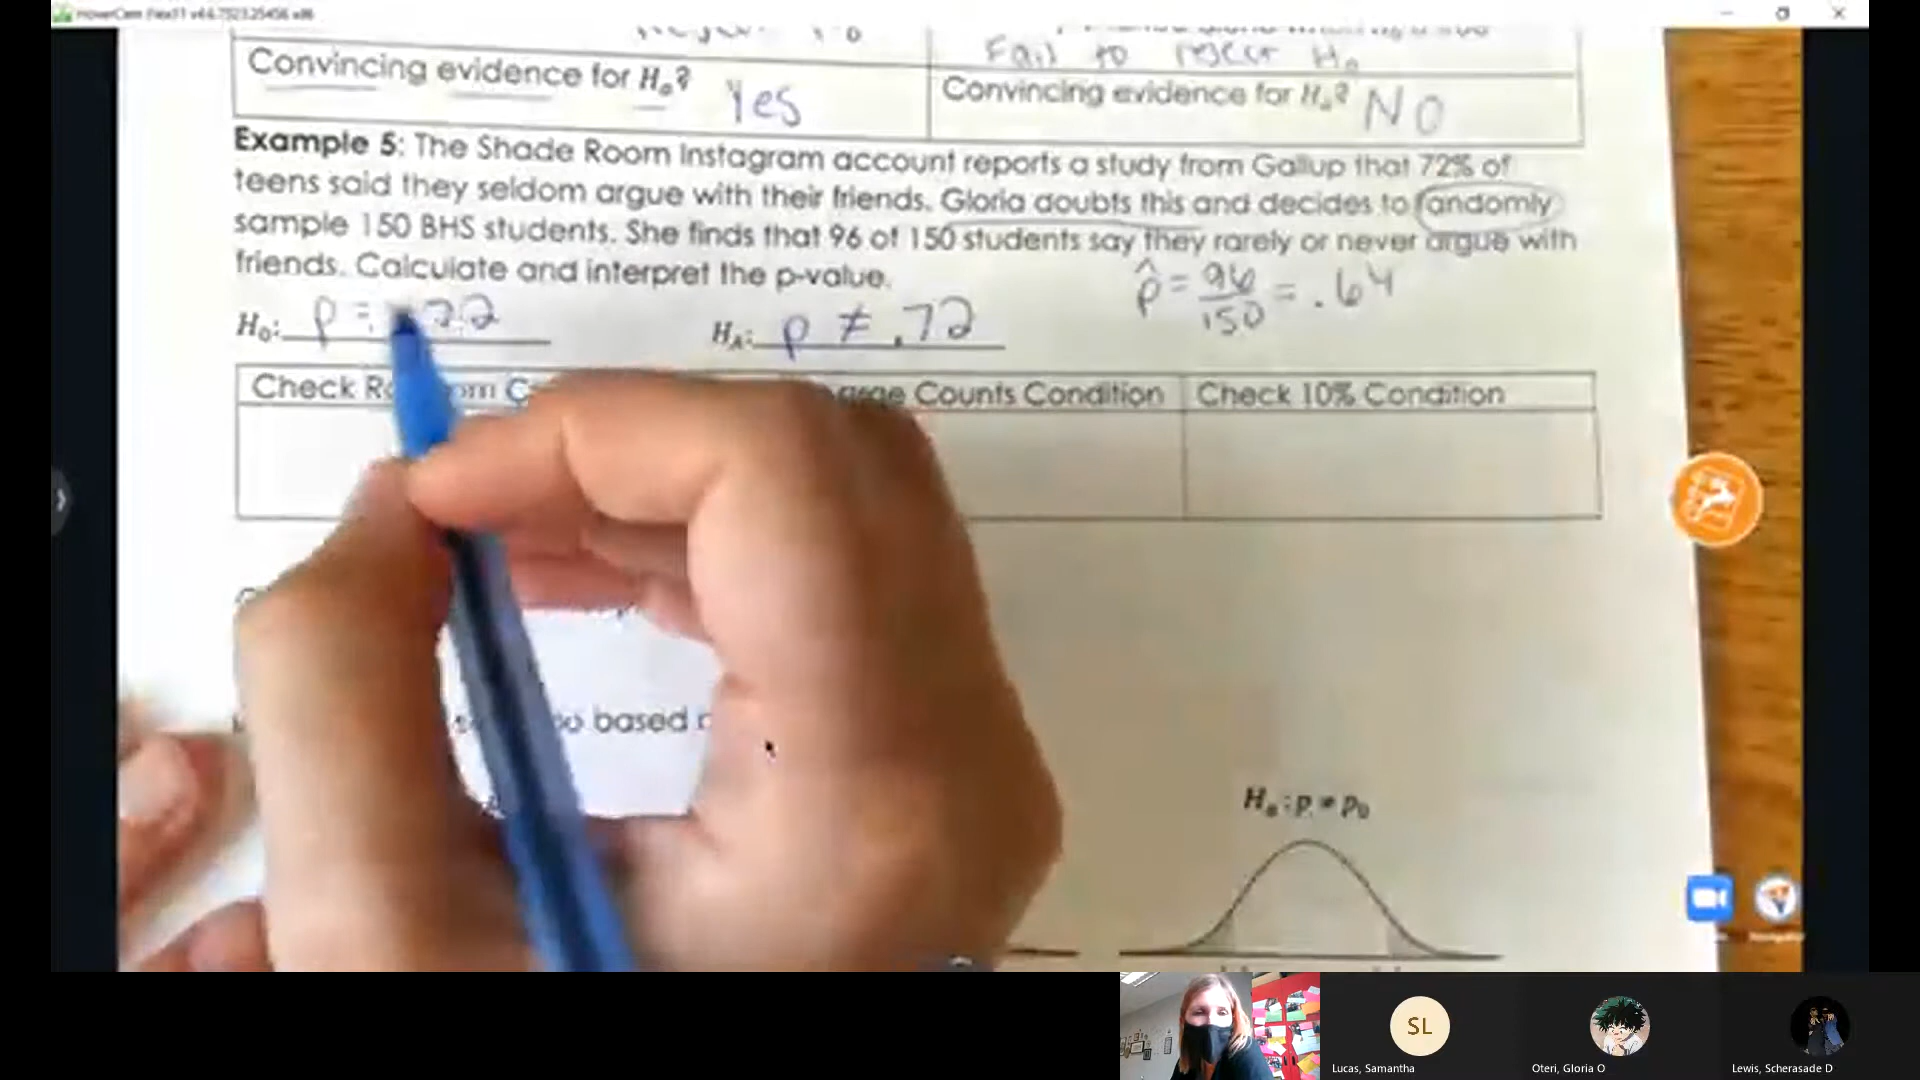 Fail to reject Ho
Convincing evidence for Hₐ? Yes
Convincing evidence for Hₐ? NO
Example 5: The Shade Room Instagram account reports a study from Gallup that 72% of
teens said they seldom argue with their friends. Gloria doubts this and decides to randomly
sample 150 BHS students. She finds that 96 of 150 students say they rarely or never argue with
friends. Calculate and interpret the p-value.
p̂ = 96/150 = .64
H₀: p = .72
Hₐ: p ≠ .72
Check
Counts Condition
Check 10% Condition
based
Hₐ : p ≠ p₀
SL
Lucas, Samantha
Oteri, Gloria O
Lewis, Scherasade D